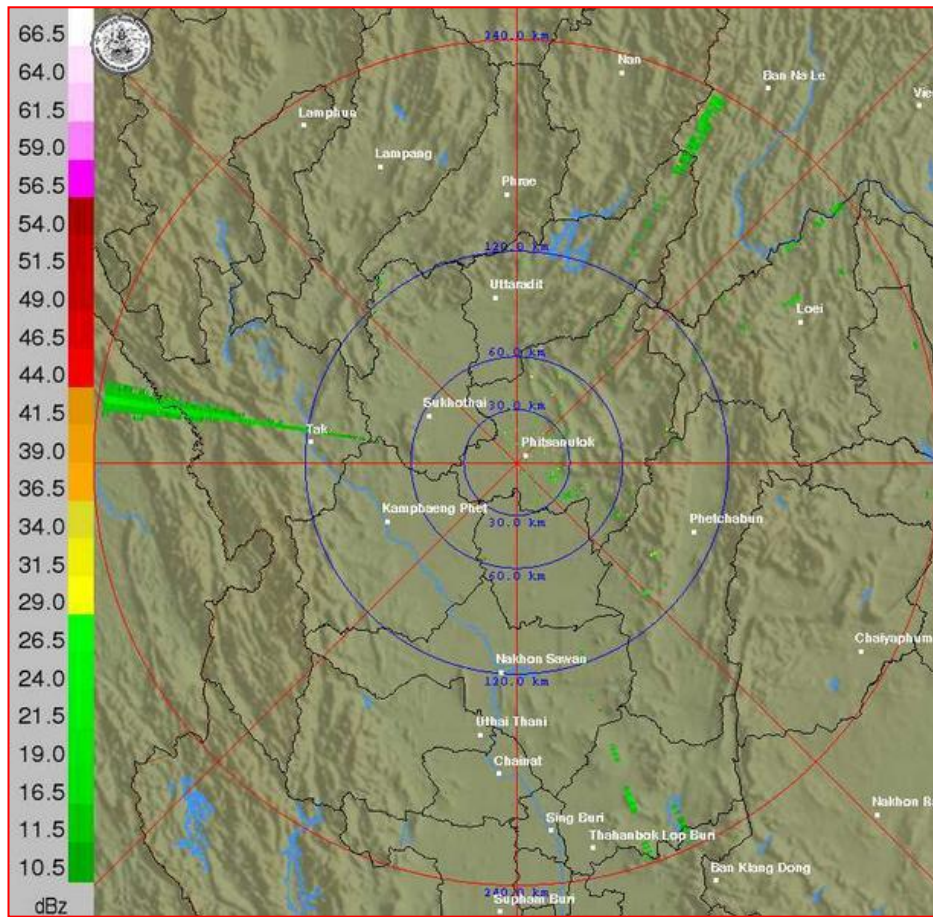 66.5
64.0
61.5
59.0
56.5
54.0
51.5
49.0
46.5
44.0
41.5
39.0
36.5
34.0
31.5
29.0
26.5
24.0
21.5
19.0
16.5
11.5
10.5
dBz
240.0 km
Nan
Ban Na Le
Lamphun
Lampang
Phrae
120.0 km
Uttaradit
Loei
60.0 km
30.0 km
Sukhothai
Tak
Phitsanulok
Kamphaeng Phet
30.0 km
Phetchabun
60.0 km
Chaiyaphum
Nakhon Sawan
120.0 km
Uthai Thani
Chainat
Nakhon Ra
Sing Buri
Thahanbok Lop Buri
Ban Klang Dong
240.0 km
Supham Buri